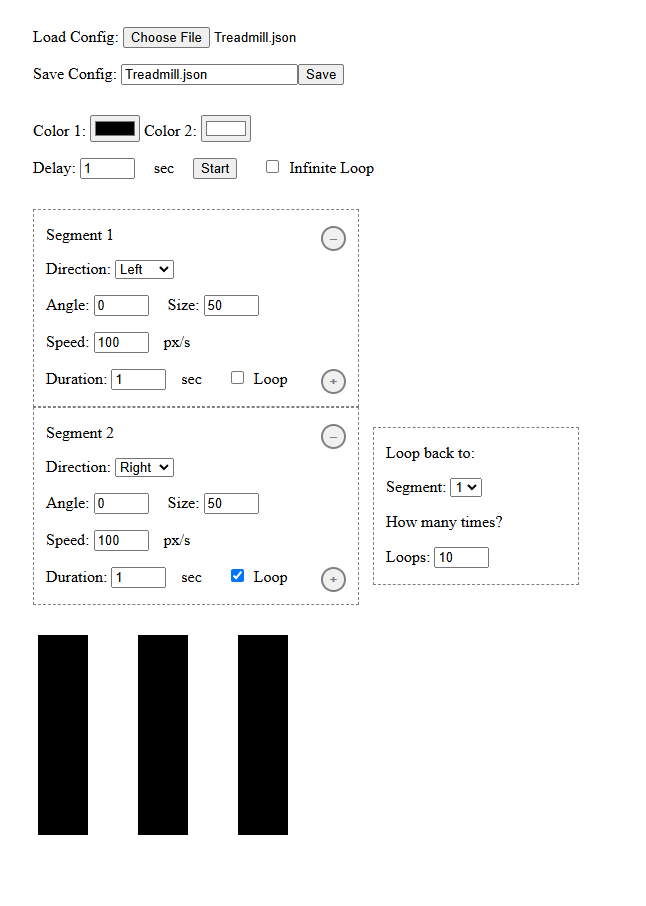 Load Config: Choose File Treadmill.json
Save Config: Treadmill.json Save
Color 1: Color 2:
Delay: 1 sec Start Infinite Loop
Segment 1
−
Direction: Left
Angle: 0 Size: 50
Speed: 100 px/s
Duration: 1 sec Loop +
Segment 2
−
Direction: Right
Angle: 0 Size: 50
Speed: 100 px/s
Duration: 1 sec Loop +
Loop back to:
Segment: 1
How many times?
Loops: 10